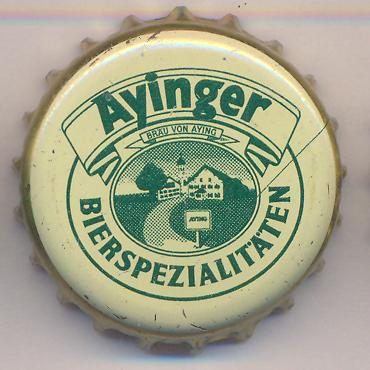 Ayinger
BRÄU VON AYING
AYING
BIERSPEZIALITÄTEN